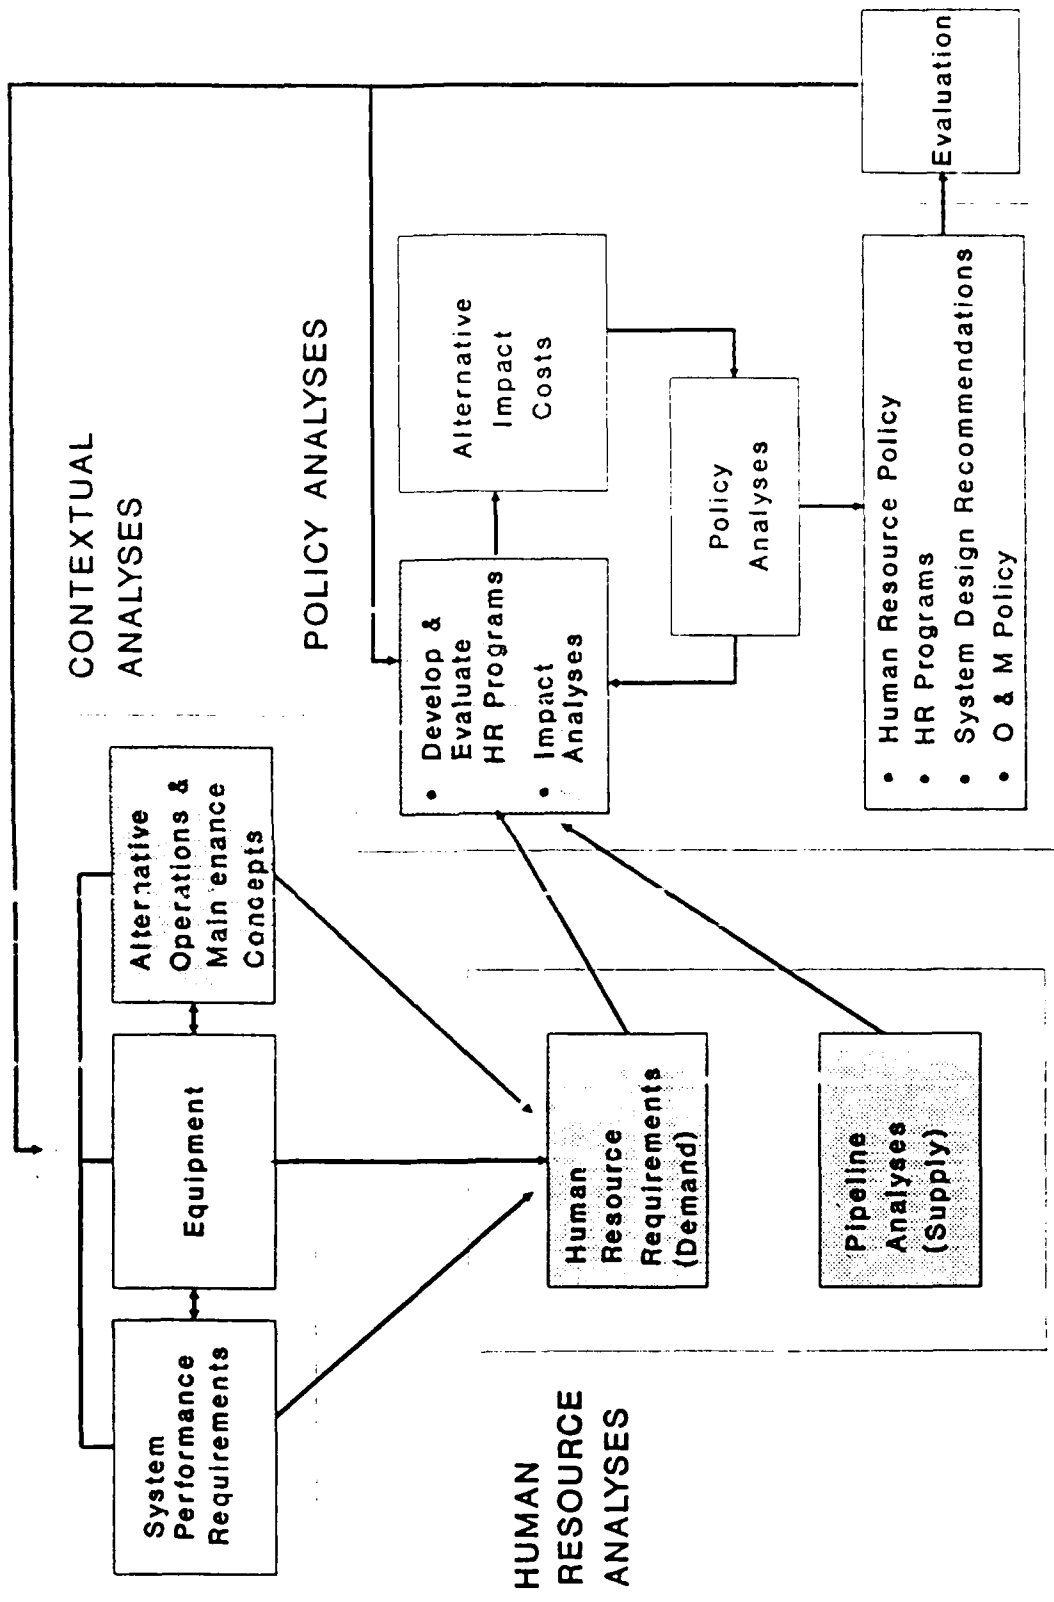 CONTEXTUAL
ANALYSES
System
Performance
Requirements
Equipment
Alternative
Operations &
Main enance
Concepts
HUMAN
RESOURCE
ANALYSES
Human
Resource
Requirements
(Demand)
Pipeline
Analyses
(Supply)
POLICY ANALYSES
• Develop &
Evaluate
HR Programs
• Impact
Analyses
Alternative
Impact
Costs
Policy
Analyses
• Human Resource Policy
• HR Programs
• System Design Recommendations
• O & M Policy
Evaluation